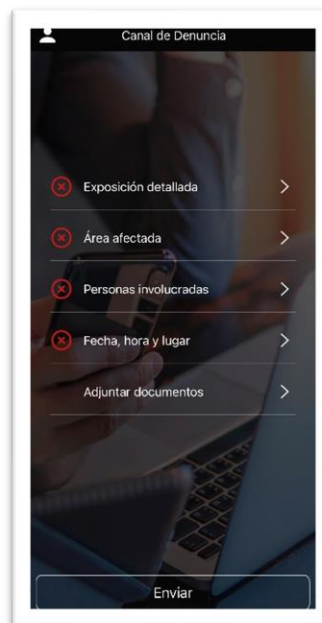 Canal de Denuncia
Exposición detallada
Área afectada
Personas involucradas
Fecha, hora y lugar
Adjuntar documentos
Enviar